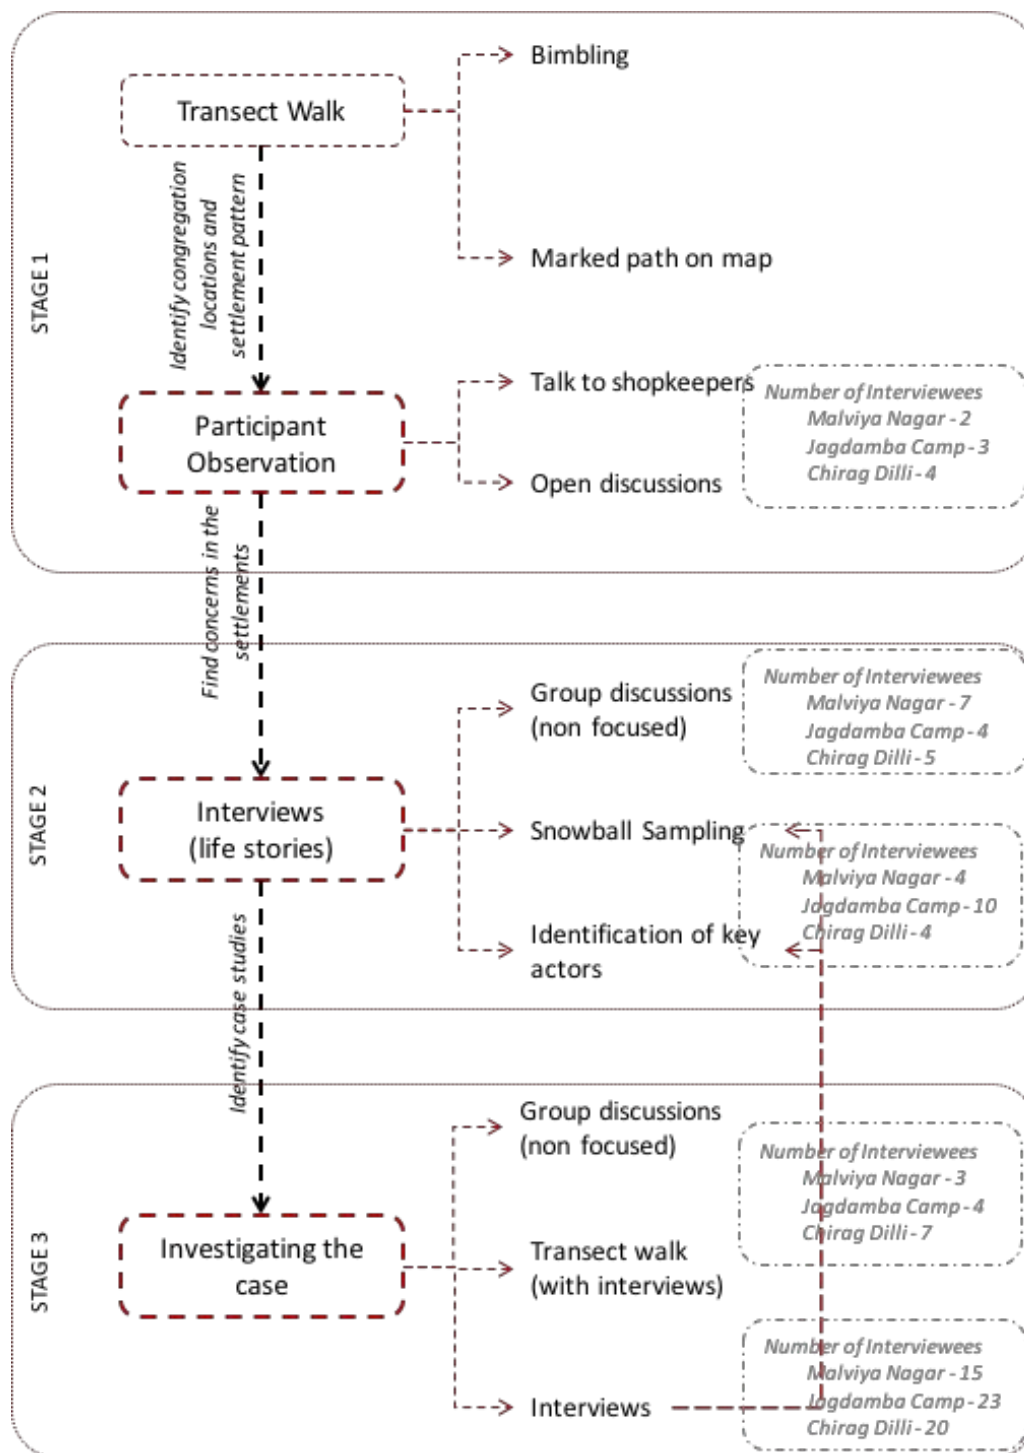 STAGE 1
Transect Walk
Bimbling
Marked path on map
Identify congregation
locations and
settlement pattern
Participant
Observation
Talk to shopkeepers
Open discussions
Number of Interviewees
Malviya Nagar - 2
Jagdamba Camp - 3
Chirag Dilli - 4
Find concerns in the
settlements
STAGE 2
Interviews
(life stories)
Group discussions
(non focused)
Number of Interviewees
Malviya Nagar - 7
Jagdamba Camp - 4
Chirag Dilli - 5
Snowball Sampling
Identification of key
actors
Number of Interviewees
Malviya Nagar - 4
Jagdamba Camp - 10
Chirag Dilli - 4
Identify case studies
STAGE 3
Investigating the
case
Group discussions
(non focused)
Transect walk
(with interviews)
Number of Interviewees
Malviya Nagar - 3
Jagdamba Camp - 4
Chirag Dilli - 7
Interviews
Number of Interviewees
Malviya Nagar - 15
Jagdamba Camp - 23
Chirag Dilli - 20